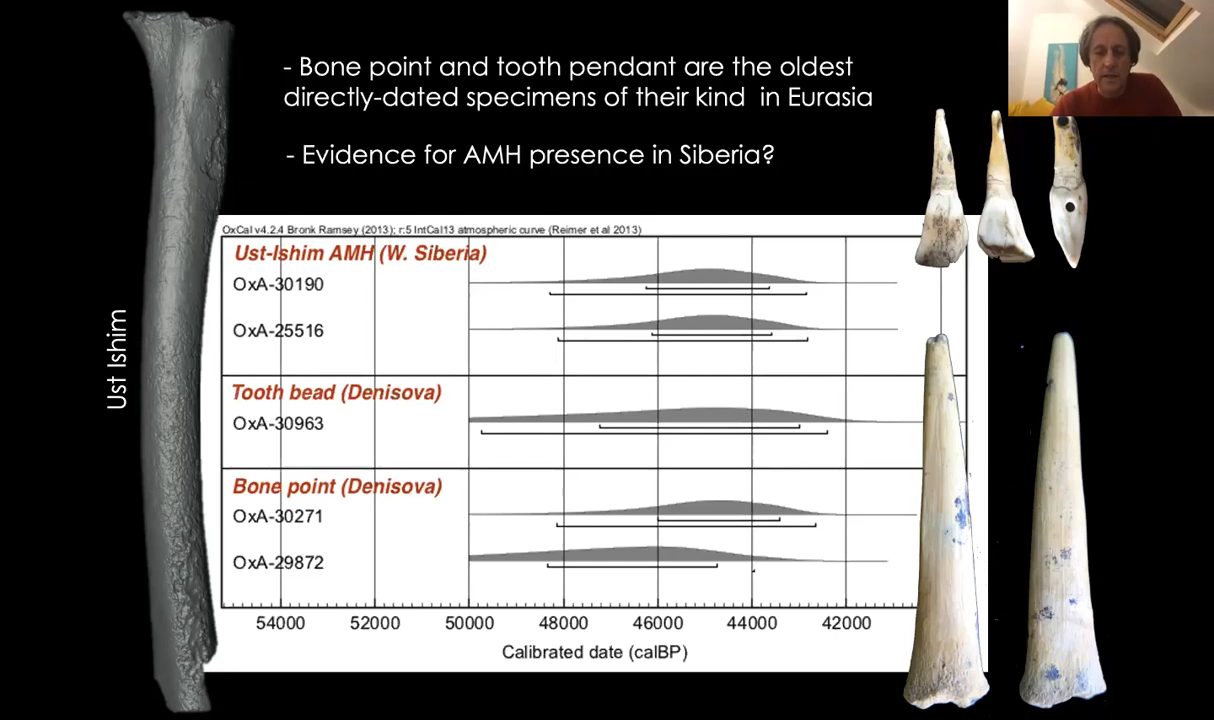 - Bone point and tooth pendant are the oldest
directly-dated specimens of their kind in Eurasia
- Evidence for AMH presence in Siberia?
OxCal v4.2.4 Bronk Ramsey (2013); r:5 IntCal13 atmospheric curve (Reimer et al 2013)
Ust-Ishim AMH (W. Siberia)
OxA-30190
OxA-25516
Tooth bead (Denisova)
OxA-30963
Bone point (Denisova)
OxA-30271
OxA-29872
54000 52000 50000 48000 46000 44000 42000
Calibrated date (calBP)
Ust Ishim